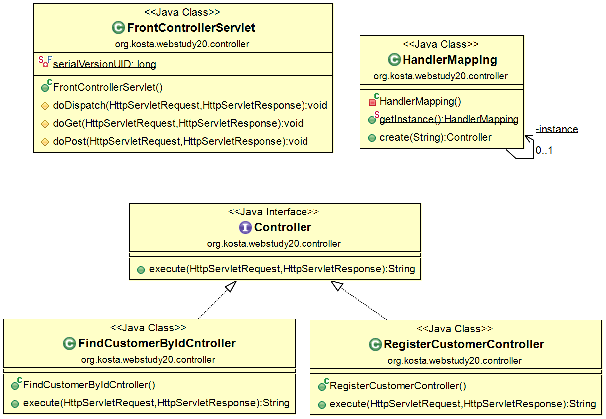 <<Java Class>>
FrontControllerServlet
org.kosta.webstudy20.controller
serialVersionUID: long
FrontControllerServlet()
doDispatch(HttpServletRequest,HttpServletResponse):void
doGet(HttpServletRequest,HttpServletResponse):void
doPost(HttpServletRequest,HttpServletResponse):void
<<Java Class>>
HandlerMapping
org.kosta.webstudy20.controller
HandlerMapping()
getInstance():HandlerMapping
create(String):Controller
-instance
0..1
<<Java Interface>>
Controller
org.kosta.webstudy20.controller
execute(HttpServletRequest,HttpServletResponse):String
<<Java Class>>
FindCustomerByIdCntroller
org.kosta.webstudy20.controller
FindCustomerByIdCntroller()
execute(HttpServletRequest,HttpServletResponse):String
<<Java Class>>
RegisterCustomerController
org.kosta.webstudy20.controller
RegisterCustomerController()
execute(HttpServletRequest,HttpServletResponse):String